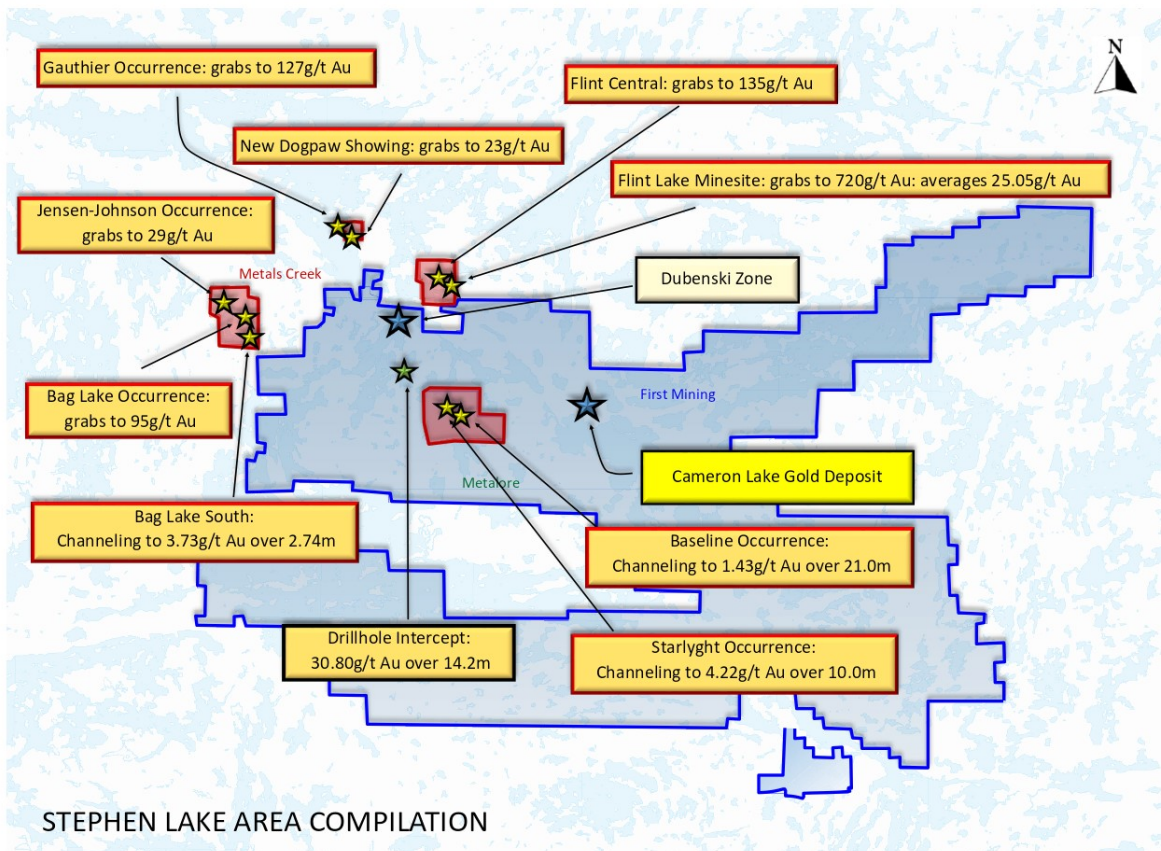 N
Gauthier Occurrence: grabs to 127g/t Au
Flint Central: grabs to 135g/t Au
New Dogpaw Showing: grabs to 23g/t Au
Flint Lake Minesite: grabs to 720g/t Au: averages 25.05g/t Au
Jensen-Johnson Occurrence:
grabs to 29g/t Au
Metals Creek
Dubenski Zone
Bag Lake Occurrence:
grabs to 95g/t Au
First Mining
Cameron Lake Gold Deposit
Metalore
Bag Lake South:
Channeling to 3.73g/t Au over 2.74m
Baseline Occurrence:
Channeling to 1.43g/t Au over 21.0m
Drillhole Intercept:
30.80g/t Au over 14.2m
Starlyght Occurrence:
Channeling to 4.22g/t Au over 10.0m
STEPHEN LAKE AREA COMPILATION